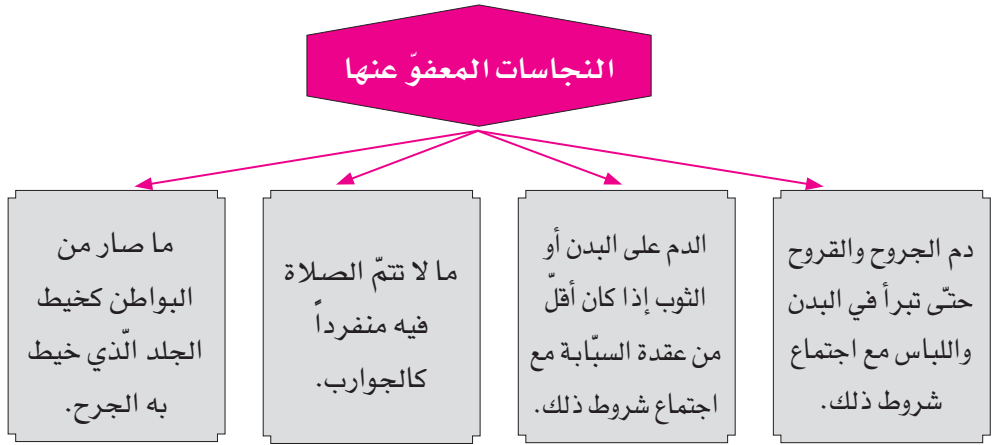 النجاسات المعفوّ عنها
دم الجروح والقروح
حتّى تبرأ في البدن
واللباس مع اجتماع
شروط ذلك.
الدم على البدن أو
الثوب إذا كان أقلّ
من عقدة السبّابة مع
اجتماع شروط ذلك.
ما لا تتمّ الصلاة
فيه منفرداً
كالجوارب.
ما صار من
البواطن كخيط
الجلد الّذي خيط
به الجرح.